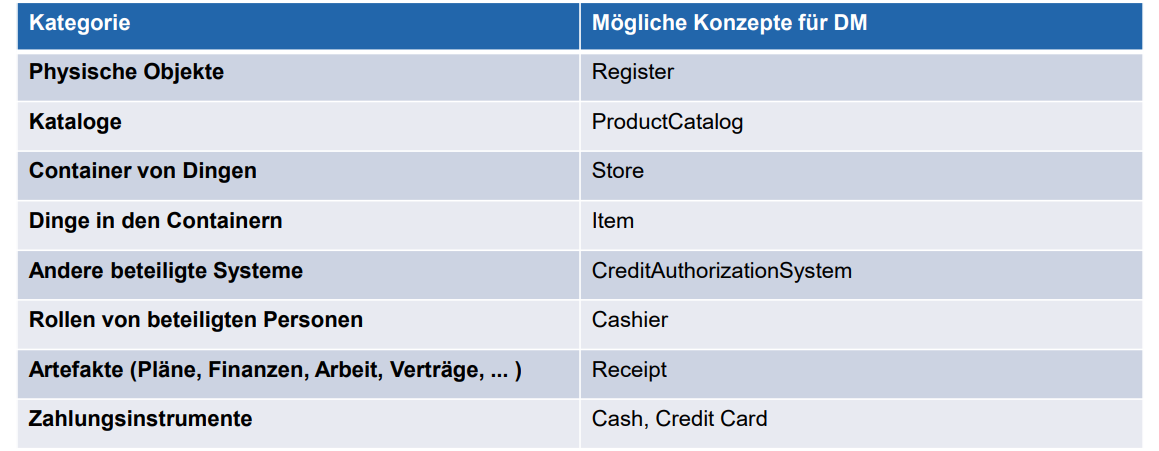 Kategorie Mögliche Konzepte für DM
Physische Objekte Register
Kataloge ProductCatalog
Container von Dingen Store
Dinge in den Containern Item
Andere beteiligte Systeme CreditAuthorizationSystem
Rollen von beteiligten Personen Cashier
Artefakte (Pläne, Finanzen, Arbeit, Verträge, ... ) Receipt
Zahlungsinstrumente Cash, Credit Card